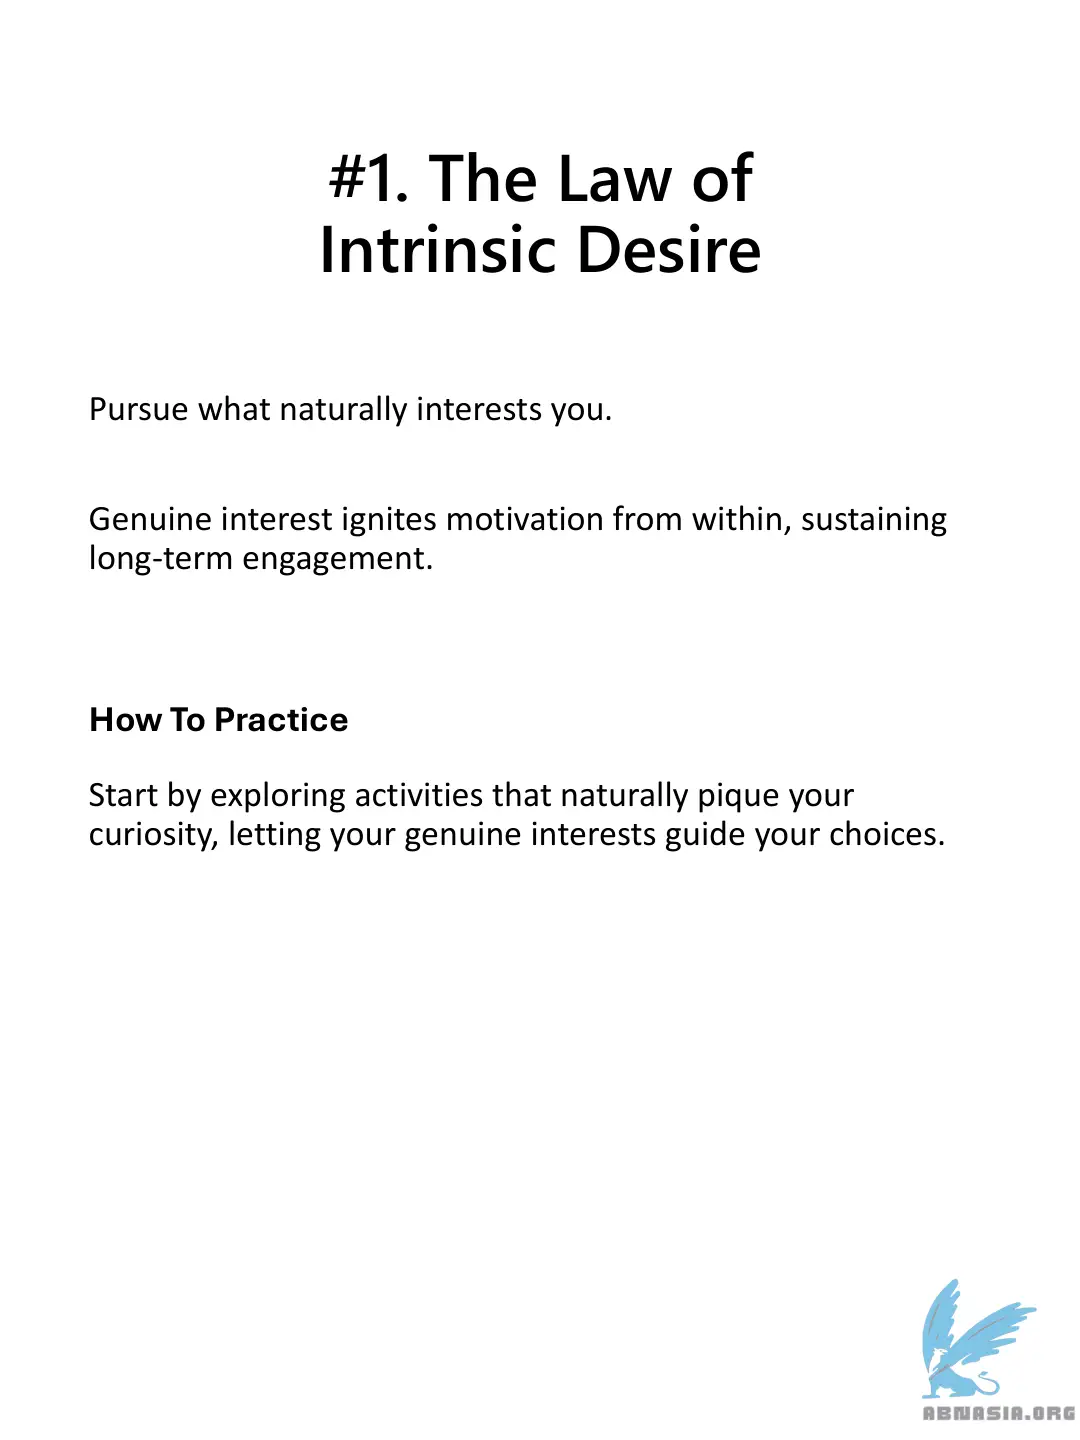 #1. The Law of
Intrinsic Desire
Pursue what naturally interests you.
Genuine interest ignites motivation from within, sustaining
long-term engagement.
How To Practice
Start by exploring activities that naturally pique your
curiosity, letting your genuine interests guide your choices.
ABNASIA.ORG